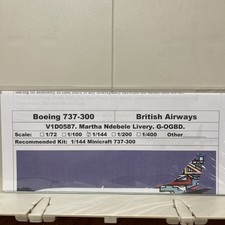 Boeing 737-300 British Airways
V1D0587. Martha Ndebele Livery. G-OGBD.
Scale: 1/72 1/100 1/144 1/200 1/400 Other
Recommended Kit: 1/144 Minicraft 737-300